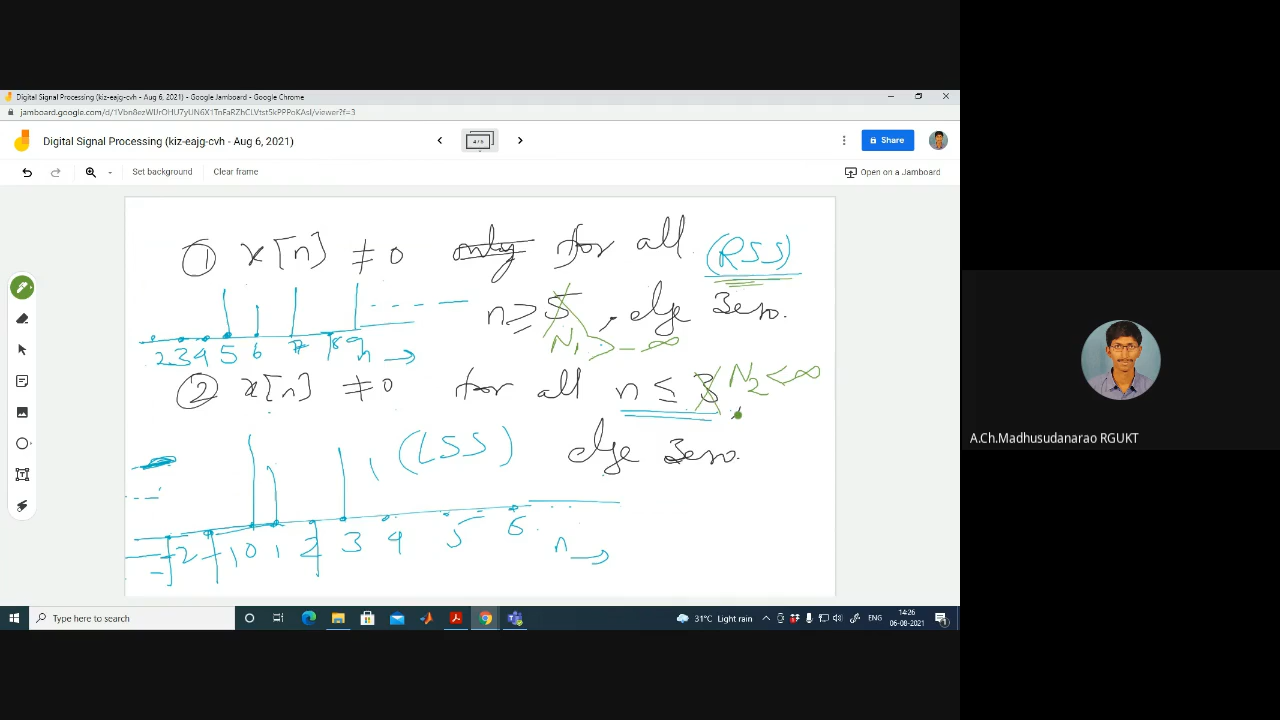 Digital Signal Processing (kiz-eajg-cvh - Aug 6, 2021) - Google Jamboard - Google Chrome
Digital Signal Processing (kiz-eajg-cvh - Aug 6, 2021)
4 / 6
Share
Set background
Clear frame
Open on a Jamboard
① x[n] ≠ 0 only for all (RSS)
n ≥ 5 , else zero.
N₁ > -∞
2 3 4 5 6 7 8 9 n →
② x[n] ≠ 0 for all n ≤ 3 N₂ < ∞
(LSS) else zero.
-2 -1 0 1 2 3 4 5 6 n →
A.Ch.Madhusudanarao RGUKT
Type here to search
31°C Light rain
ENG
14:26
06-08-2021